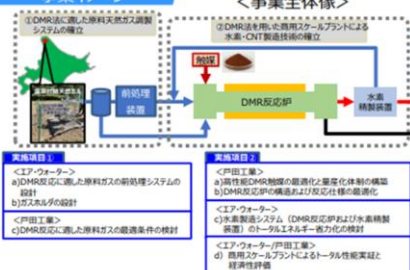 <事業全体像>
①DMR法に適した原料天然ガス調製
システムの確立
②DMR法を用いた商用スケールプラントによる
水素・CNT製造技術の確立
触媒
前処理
装置
DMR反応炉
水素
精製装置
実施項目①
<エア・ウォーター>
a)DMR反応に適した原料ガスの前処理システムの
設計
b)ガスホルダの設計
<戸田工業>
c)DMR反応に適した原料ガスの最適条件の検討
実施項目②
<戸田工業>
a)高性能DMR触媒の最適化と量産化体制の構築
b)DMR反応炉の構造および反応仕様の最適化
<エア・ウォーター>
c)水素製造システム（DMR反応炉および水素精製
装置）のトータルエネルギー省力化の検討
<エア・ウォーター/戸田工業>
d) 商用スケールプラントによるトータル性能実証と
経済性評価